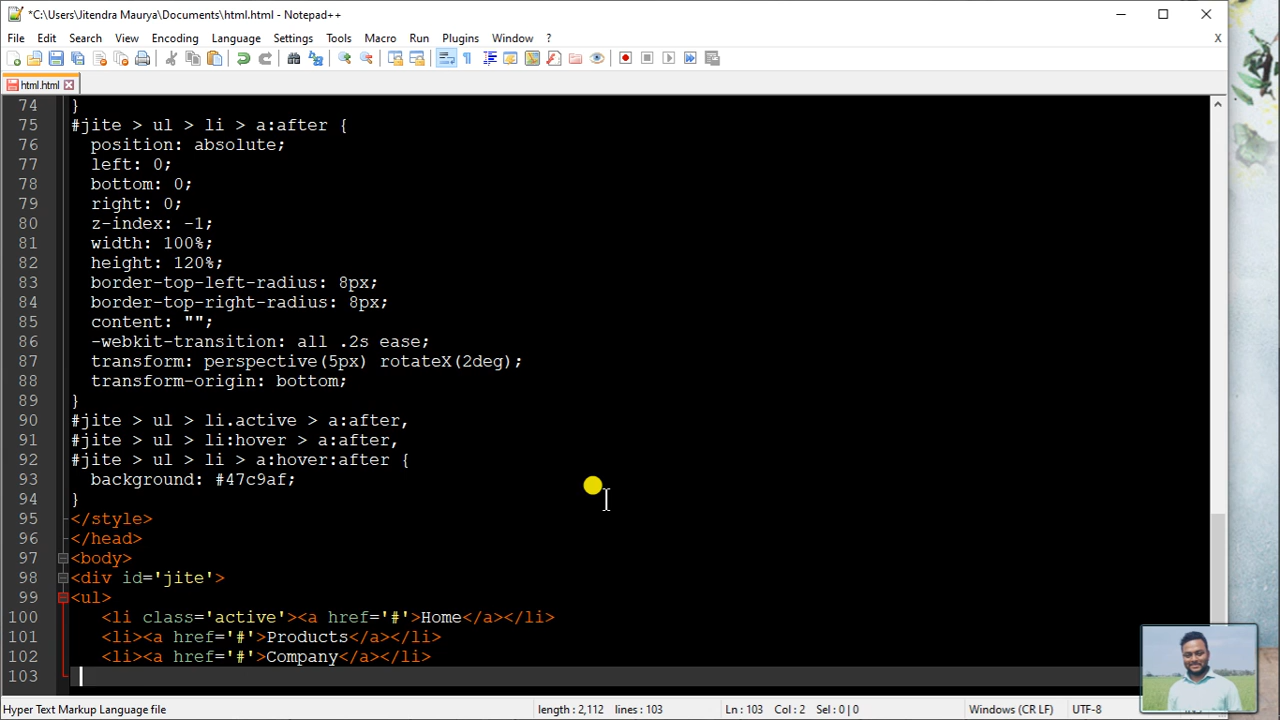 *C:\Users\Jitendra Maurya\Documents\html.html - Notepad++
File Edit Search View Encoding Language Settings Tools Macro Run Plugins Window ? X
html.html
74 }
75 #jite > ul > li > a:after {
76 position: absolute;
77 left: 0;
78 bottom: 0;
79 right: 0;
80 z-index: -1;
81 width: 100%;
82 height: 120%;
83 border-top-left-radius: 8px;
84 border-top-right-radius: 8px;
85 content: "";
86 -webkit-transition: all .2s ease;
87 transform: perspective(5px) rotateX(2deg);
88 transform-origin: bottom;
89 }
90 #jite > ul > li.active > a:after,
91 #jite > ul > li:hover > a:after,
92 #jite > ul > li > a:hover:after {
93 background: #47c9af;
94 }
95 </style>
96 </head>
97 <body>
98 <div id='jite'>
99 <ul>
100 <li class='active'><a href='#'>Home</a></li>
101 <li><a href='#'>Products</a></li>
102 <li><a href='#'>Company</a></li>
103
Hyper Text Markup Language file length : 2,112 lines : 103 Ln : 103 Col : 2 Sel : 0 | 0 Windows (CR LF) UTF-8